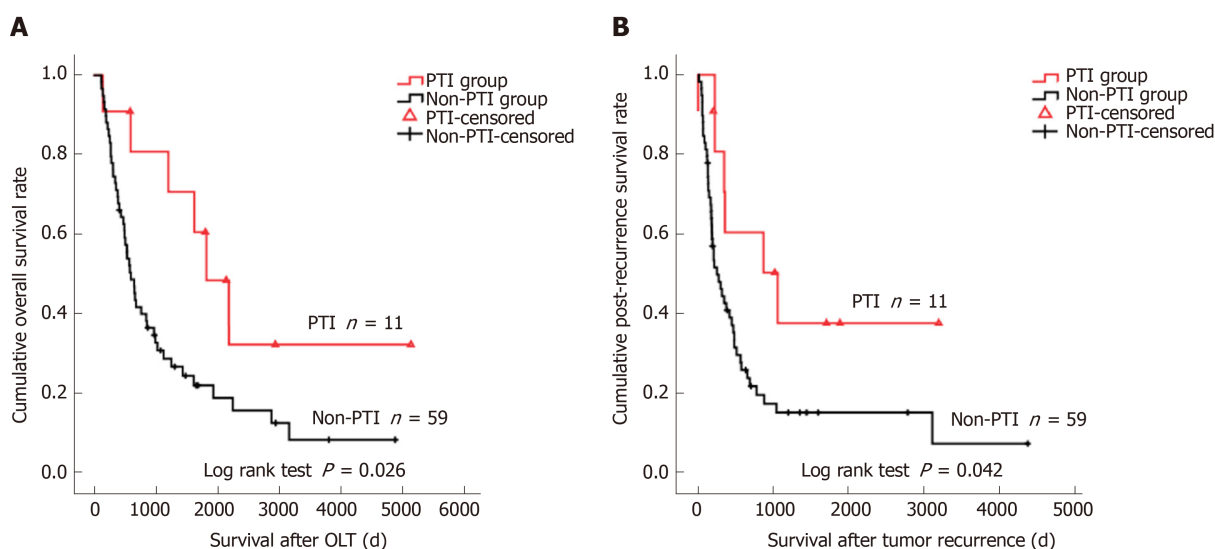 A
Cumulative overall survival rate
1.0
0.8
0.6
0.4
0.2
0.0
PTI group
Non-PTI group
PTI-censored
Non-PTI-censored
PTI n = 11
Non-PTI n = 59
Log rank test P = 0.026
0 1000 2000 3000 4000 5000 6000
Survival after OLT (d)
B
Cumulative post-recurrence survival rate
1.0
0.8
0.6
0.4
0.2
0.0
PTI group
Non-PTI group
PTI-censored
Non-PTI-censored
PTI n = 11
Non-PTI n = 59
Log rank test P = 0.042
0 1000 2000 3000 4000 5000
Survival after tumor recurrence (d)